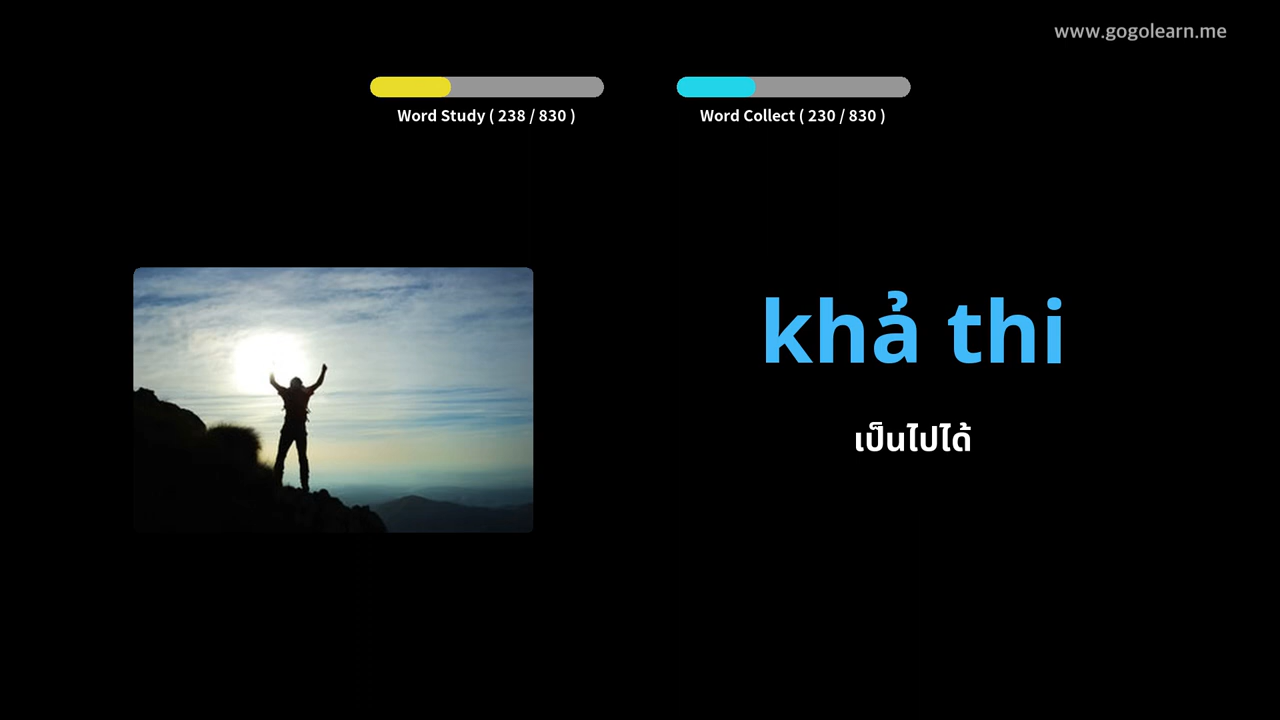 www.gogolearn.me
Word Study ( 238 / 830 )
Word Collect ( 230 / 830 )
khả thi
เป็นไปได้